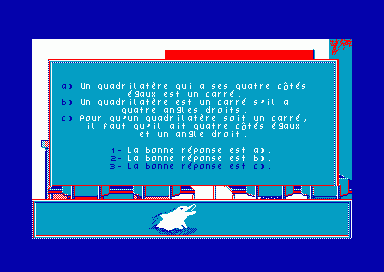 a) Un quadrilatère qui a ses quatre côtés
égaux est un carré.
b) Un quadrilatère est un carré s'il a
quatre angles droits.
c) Pour qu'un quadrilatère soit un carré,
il faut qu'il ait quatre côtés égaux
et un angle droit.
1- La bonne réponse est a).
2- La bonne réponse est b).
3- La bonne réponse est c).